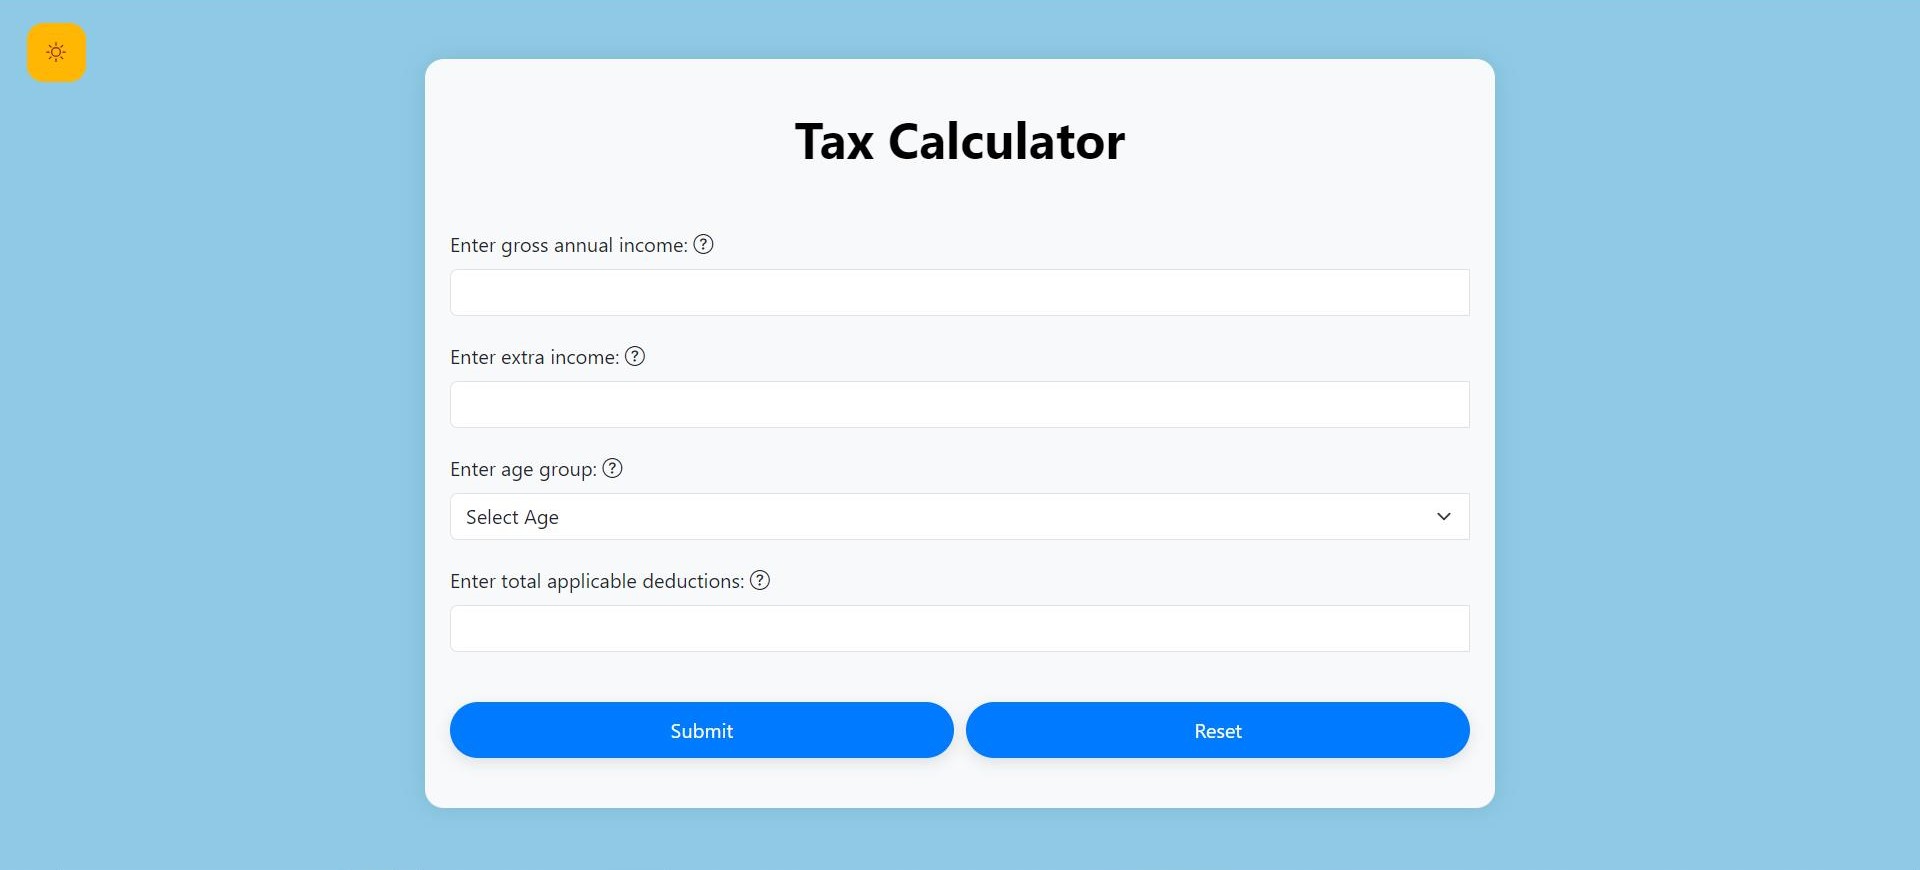 Tax Calculator
Enter gross annual income:
Enter extra income:
Enter age group:
Select Age
Enter total applicable deductions:
Submit
Reset